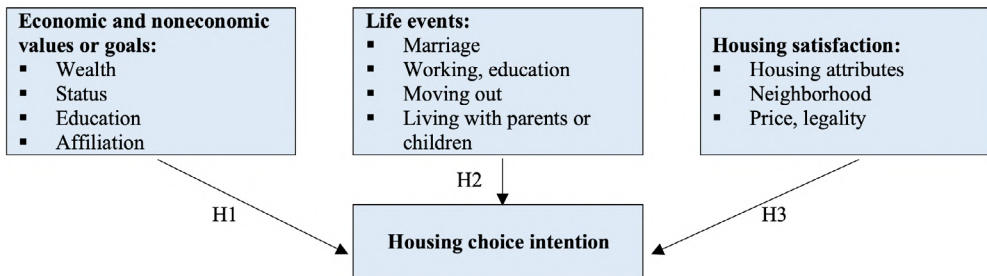 Economic and noneconomic
values or goals:
▪ Wealth
▪ Status
▪ Education
▪ Affiliation
Life events:
▪ Marriage
▪ Working, education
▪ Moving out
▪ Living with parents or
children
Housing satisfaction:
▪ Housing attributes
▪ Neighborhood
▪ Price, legality
H1
H2
H3
Housing choice intention